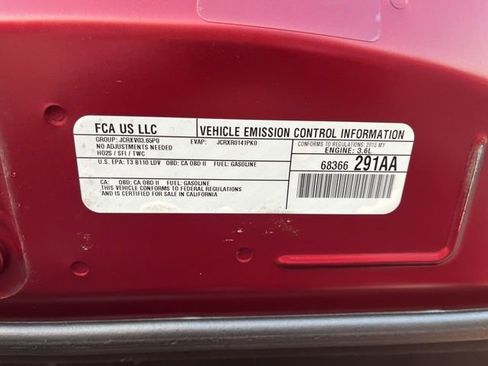 FCA US LLC
VEHICLE EMISSION CONTROL INFORMATION
GROUP: JCRXV03.65P0 EVAP: JCRXR0141PK0
CONFORMS TO REGULATIONS: 2018 MY
NO ADJUSTMENTS NEEDED
ENGINE: 3.6L
HO2S / SFI / TWC
U.S. EPA: T3 B110 LDV OBD: CA OBD II FUEL: GASOLINE
68366 291AA
CA: OBD: CA OBD II FUEL: GASOLINE
THIS VEHICLE CONFORMS TO FEDERAL REGULATIONS
AND IS CERTIFIED FOR SALE IN CALIFORNIA